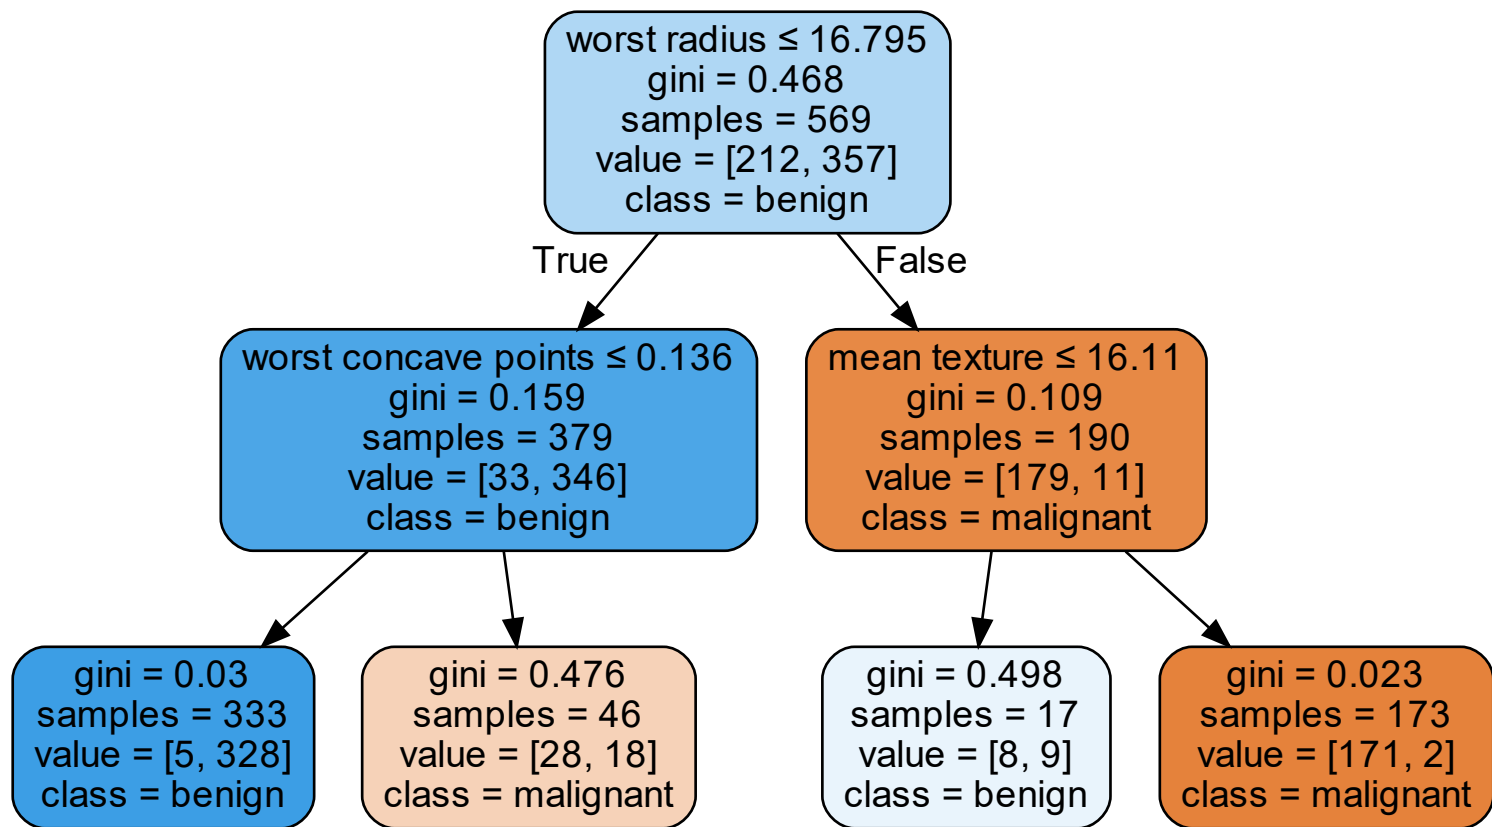 worst radius ≤ 16.795
gini = 0.468
samples = 569
value = [212, 357]
class = benign
True
False
worst concave points ≤ 0.136
gini = 0.159
samples = 379
value = [33, 346]
class = benign
mean texture ≤ 16.11
gini = 0.109
samples = 190
value = [179, 11]
class = malignant
gini = 0.03
samples = 333
value = [5, 328]
class = benign
gini = 0.476
samples = 46
value = [28, 18]
class = malignant
gini = 0.498
samples = 17
value = [8, 9]
class = benign
gini = 0.023
samples = 173
value = [171, 2]
class = malignant